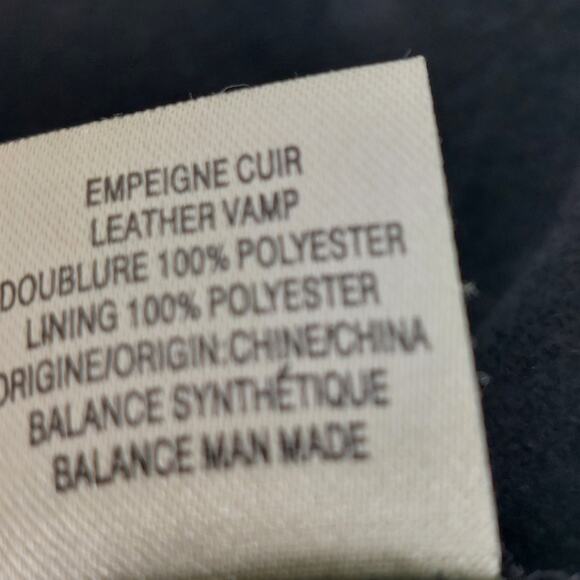 EMPEIGNE CUIR
LEATHER VAMP
DOUBLURE 100% POLYESTER
LINING 100% POLYESTER
ORIGINE/ORIGIN:CHINE/CHINA
BALANCE SYNTHÉTIQUE
BALANCE MAN MADE